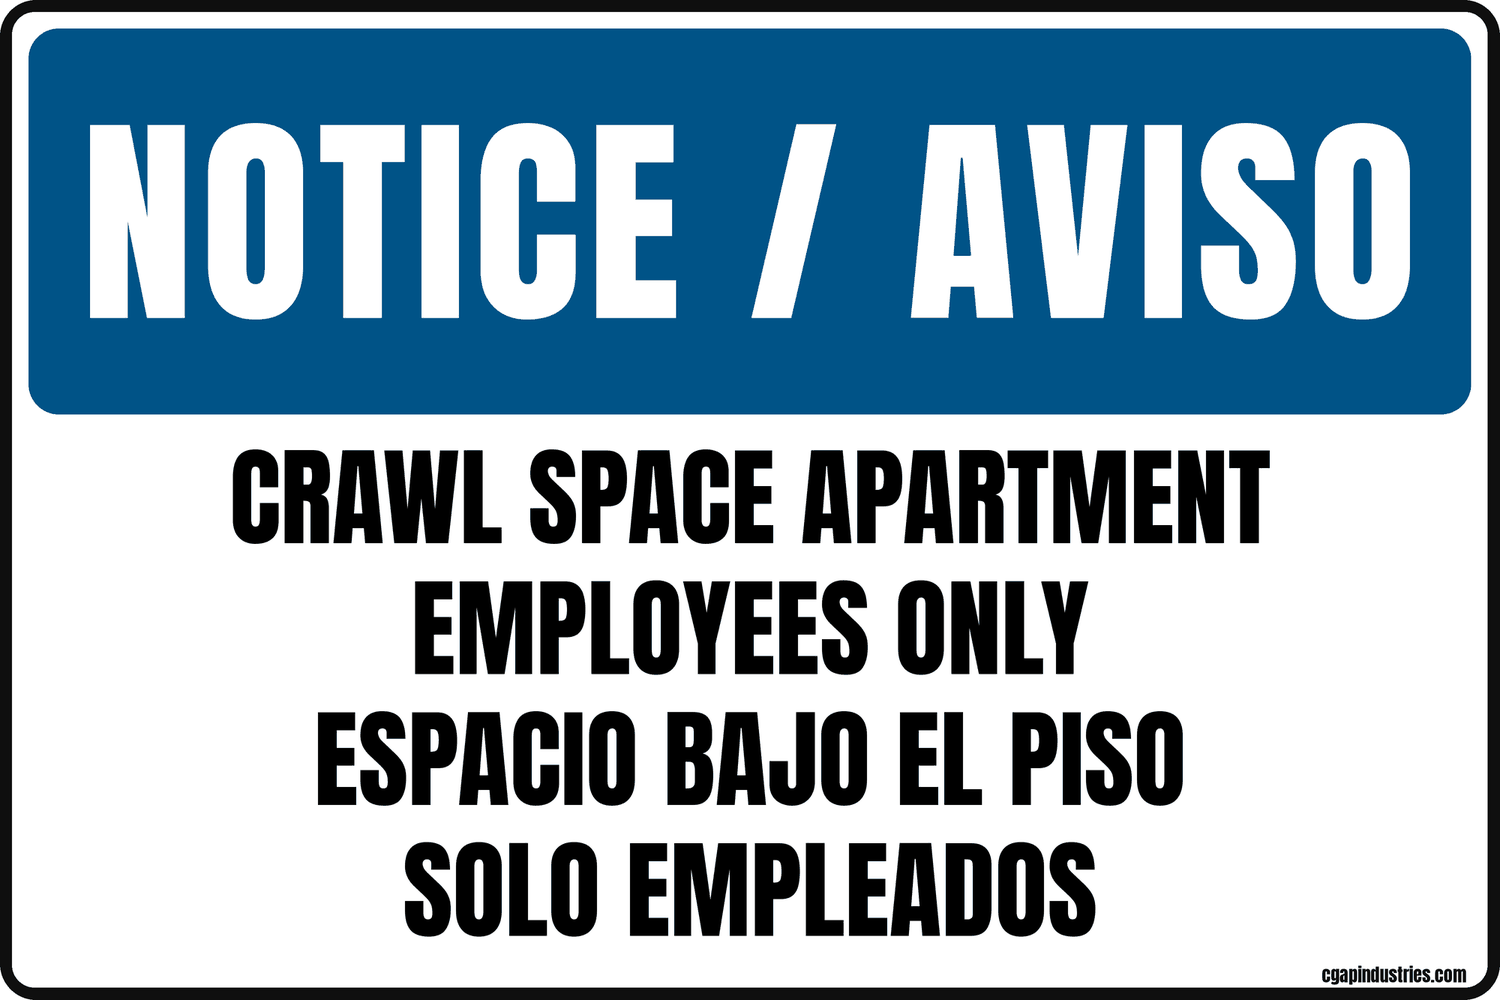 NOTICE / AVISO
CRAWL SPACE APARTMENT
EMPLOYEES ONLY
ESPACIO BAJO EL PISO
SOLO EMPLEADOS
cgapindustries.com